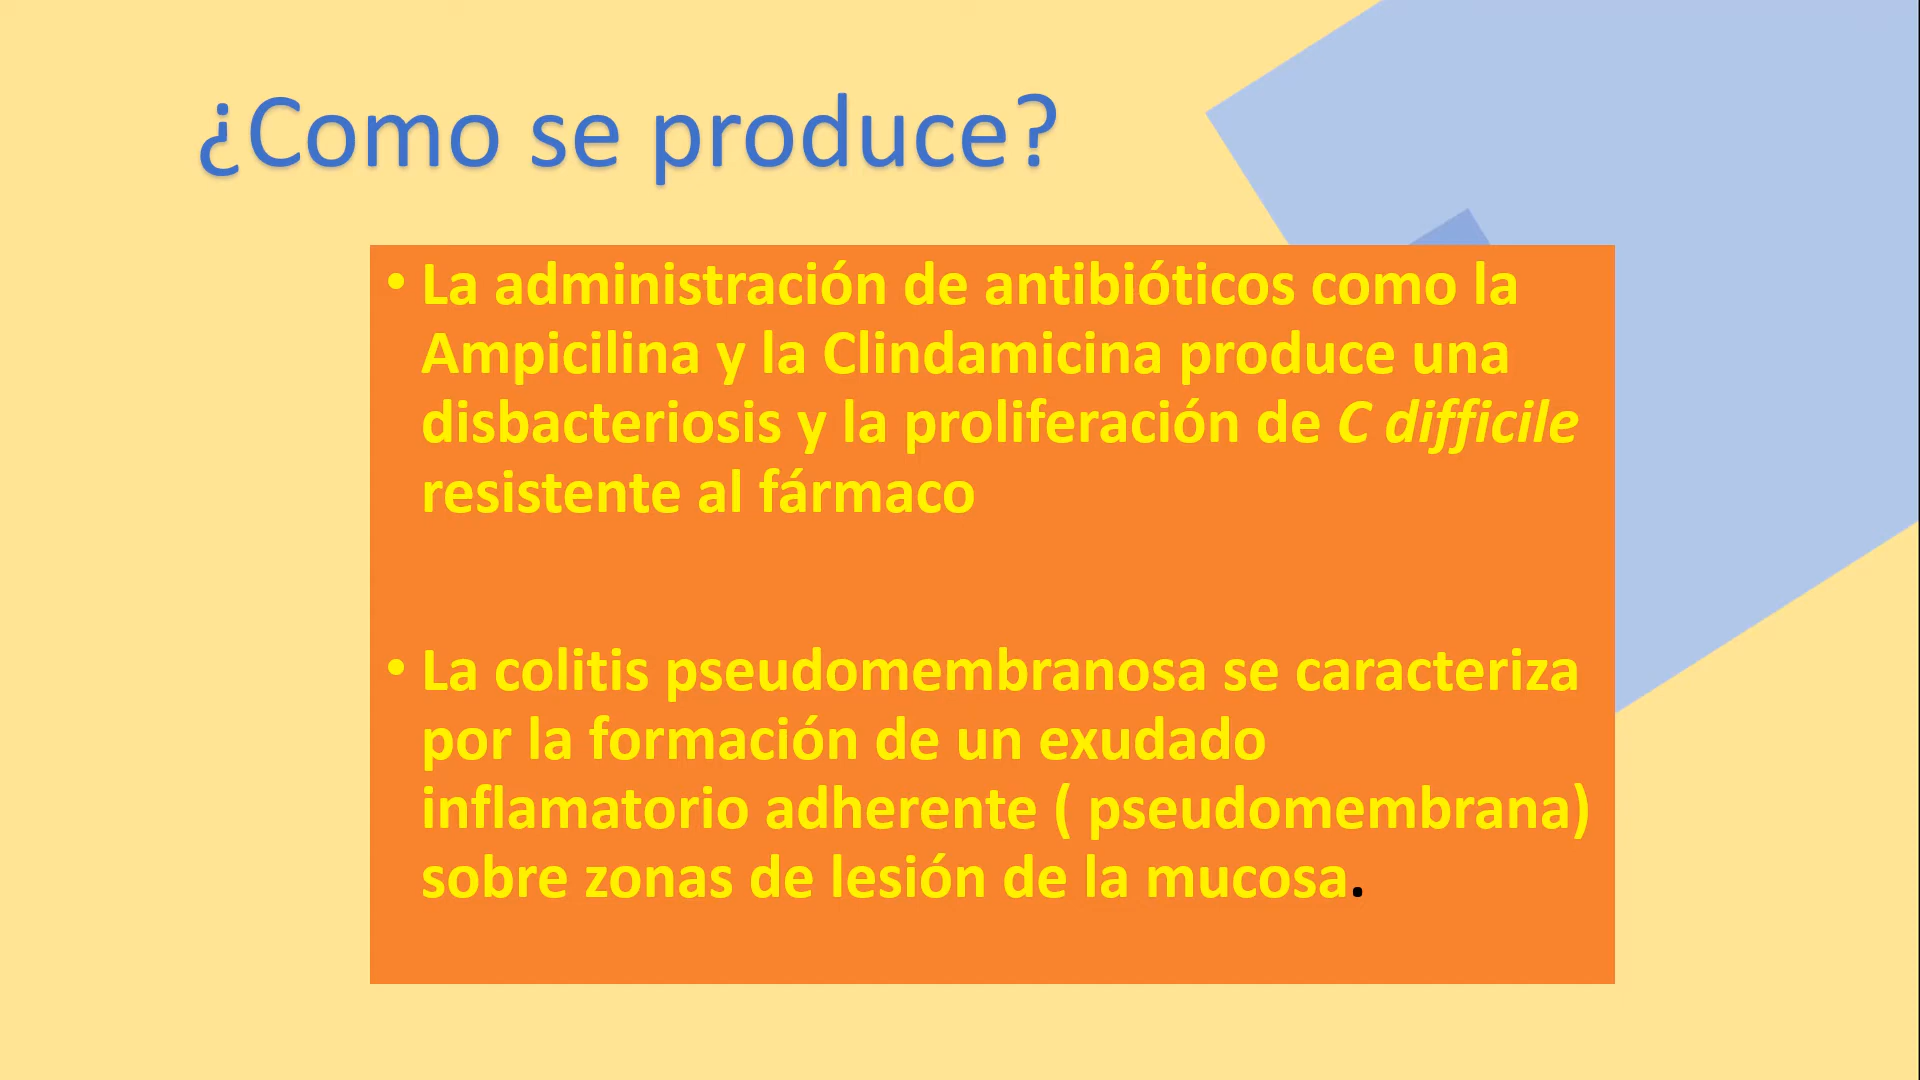 ¿Como se produce?
• La administración de antibióticos como la
Ampicilina y la Clindamicina produce una
disbacteriosis y la proliferación de C difficile
resistente al fármaco
• La colitis pseudomembranosa se caracteriza
por la formación de un exudado
inflamatorio adherente ( pseudomembrana)
sobre zonas de lesión de la mucosa.